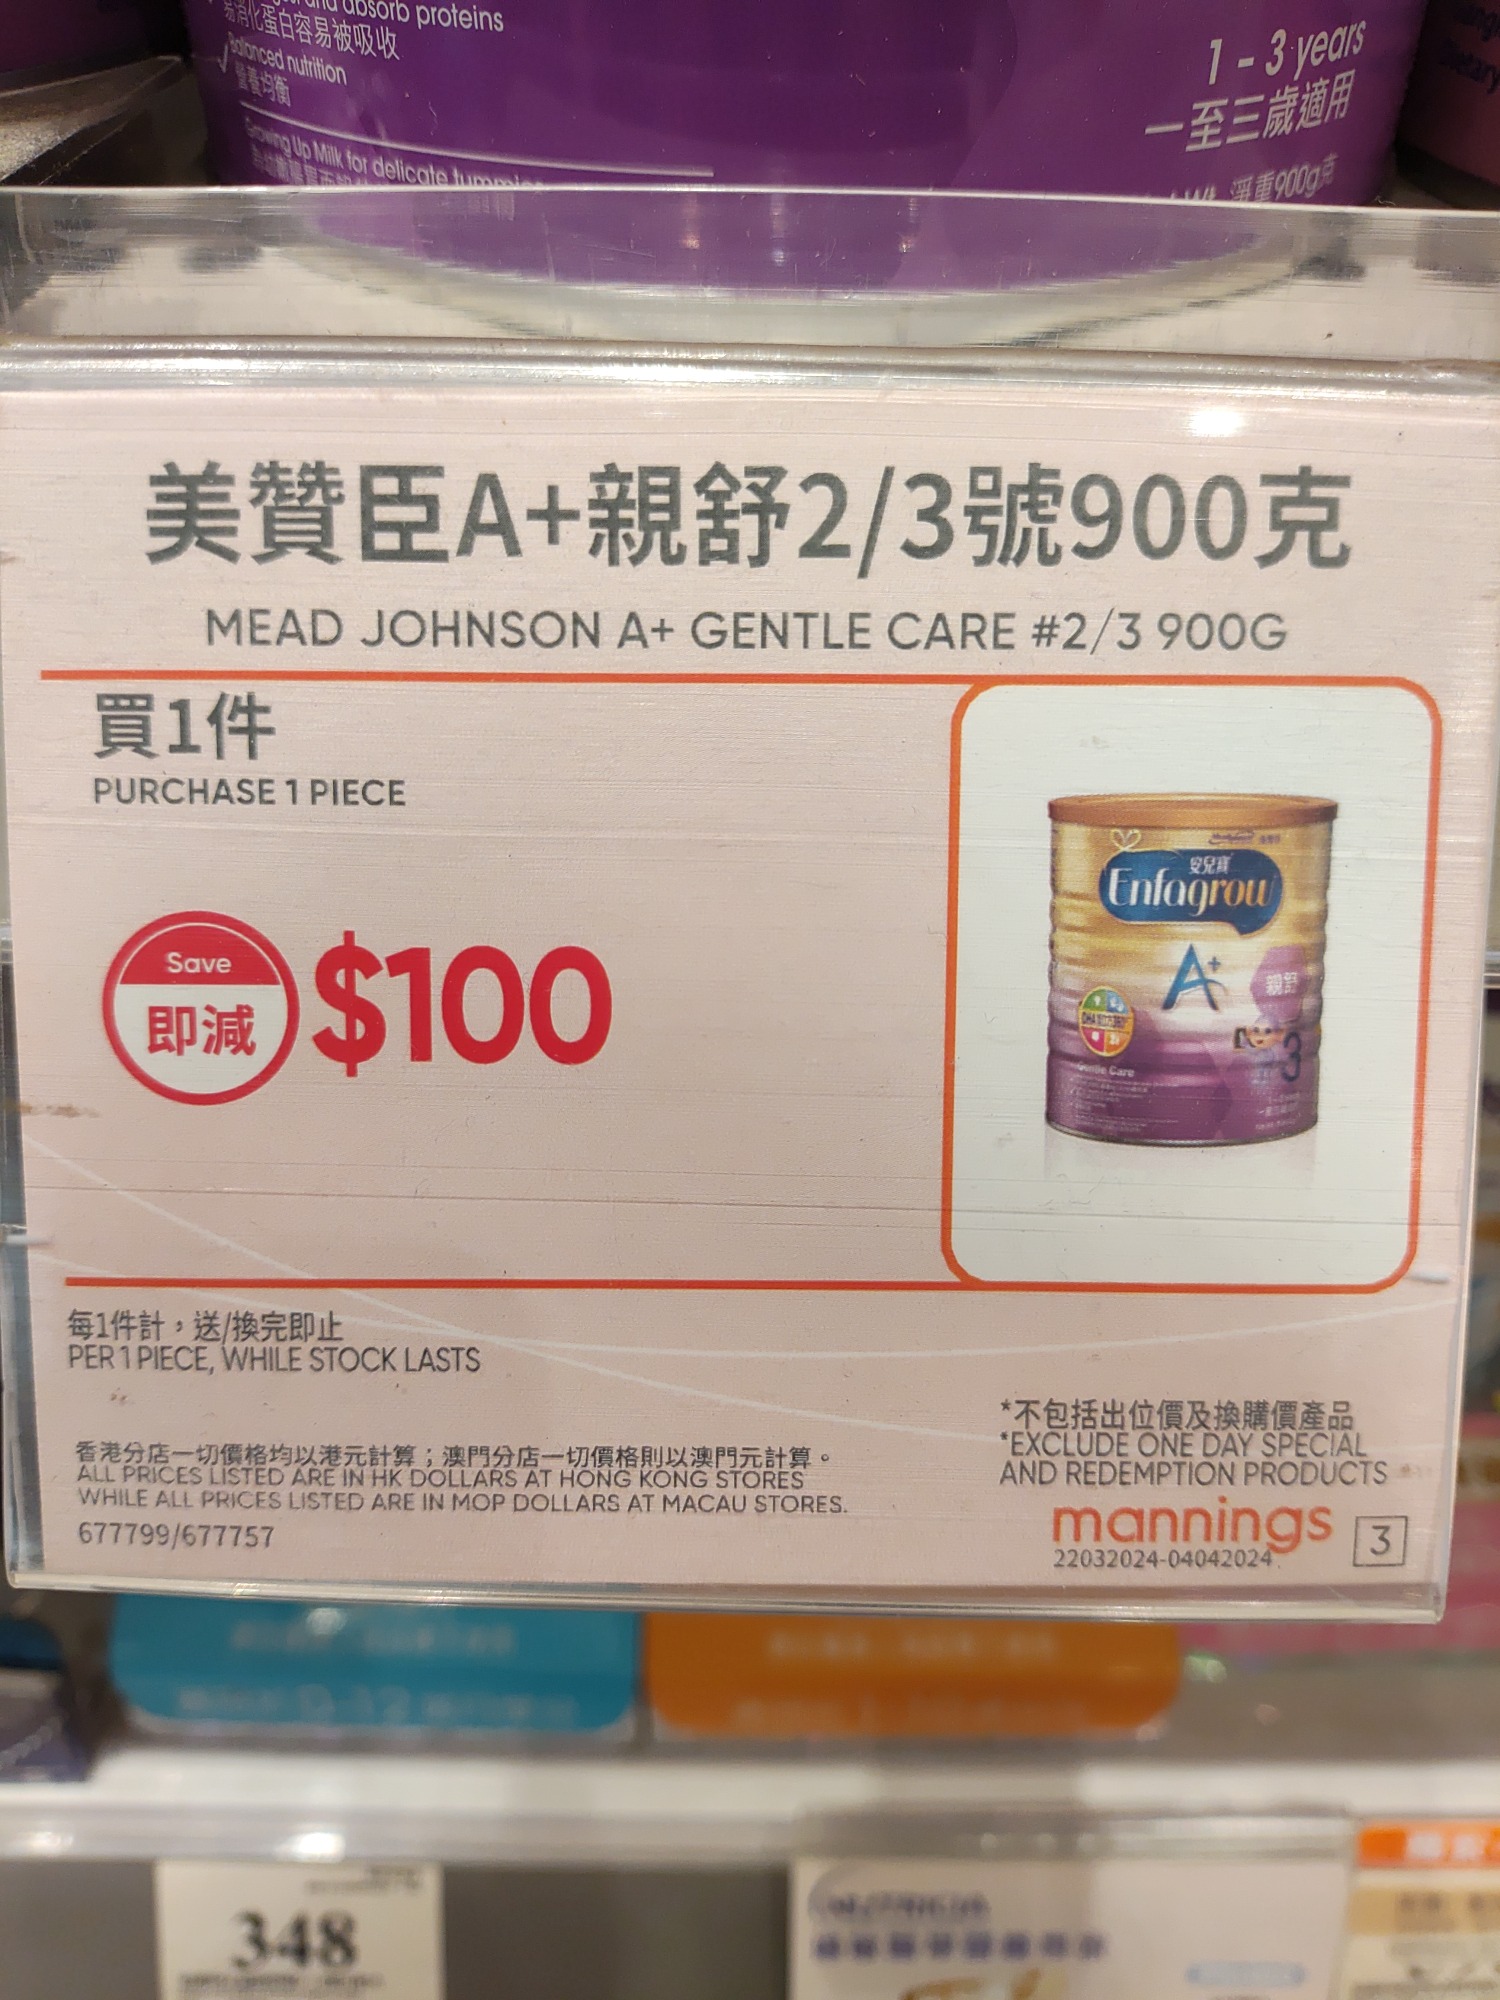 absorb proteins
易消化蛋白容易被吸收
Balanced nutrition
營養均衡
Growing Up Milk for delicate
1 - 3 years
一至三歲適用
淨重900g克
美贊臣A+親舒2/3號900克
MEAD JOHNSON A+ GENTLE CARE #2/3 900G
買1件
PURCHASE 1 PIECE
Save
即減
$100
安兒寶
Enfagrow
A+
親舒
3
Gentle Care
每1件計，送/換完即止
PER 1 PIECE, WHILE STOCK LASTS
*不包括出位價及換購價產品
*EXCLUDE ONE DAY SPECIAL
AND REDEMPTION PRODUCTS
香港分店一切價格均以港元計算；澳門分店一切價格則以澳門元計算。
ALL PRICES LISTED ARE IN HK DOLLARS AT HONG KONG STORES
WHILE ALL PRICES LISTED ARE IN MOP DOLLARS AT MACAU STORES.
677799/677757
mannings
22032024-04042024
3
348
NUTRICIA